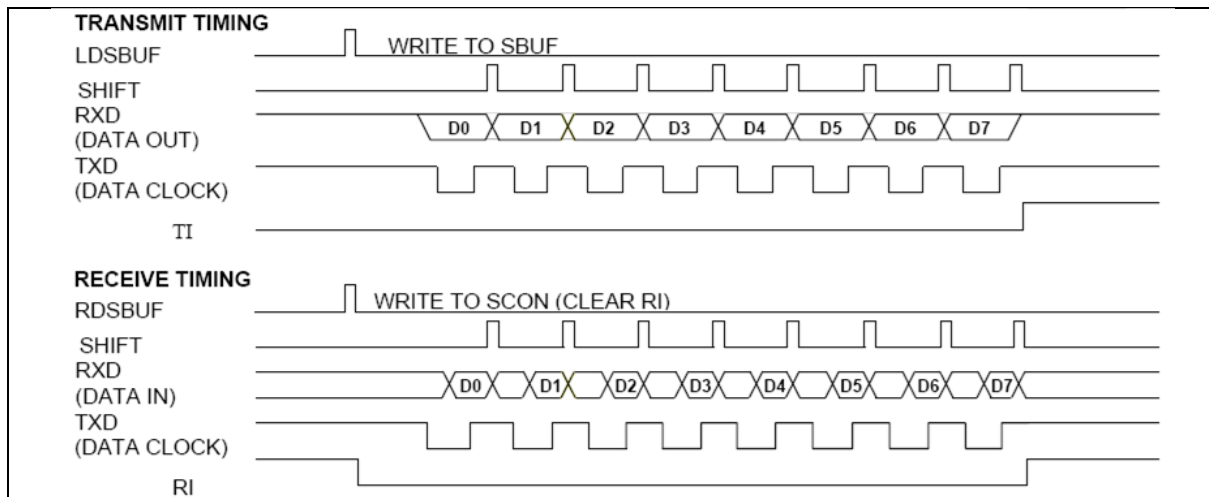 TRANSMIT TIMING
LDSBUF
WRITE TO SBUF
SHIFT
RXD
(DATA OUT)
D0 D1 D2 D3 D4 D5 D6 D7
TXD
(DATA CLOCK)
TI
RECEIVE TIMING
RDSBUF
WRITE TO SCON (CLEAR RI)
SHIFT
RXD
(DATA IN)
D0 D1 D2 D3 D4 D5 D6 D7
TXD
(DATA CLOCK)
RI